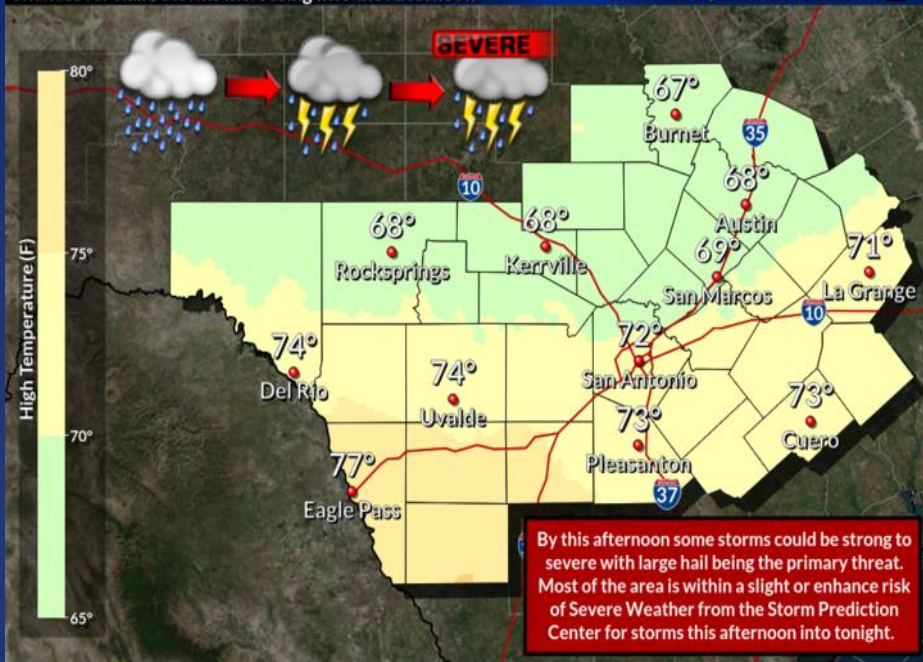 SEVERE
80°
75°
70°
65°
High Temperature (F)
67°
Burnet
35
10
68°
Austin
68°
Rocksprings
68°
Kerrville
69°
San Marcos
71°
La Grange
10
72°
San Antonio
74°
Del Rio
74°
Uvalde
73°
Pleasanton
73°
Cuero
77°
Eagle Pass
37
By this afternoon some storms could be strong to
severe with large hail being the primary threat.
Most of the area is within a slight or enhance risk
of Severe Weather from the Storm Prediction
Center for storms this afternoon into tonight.